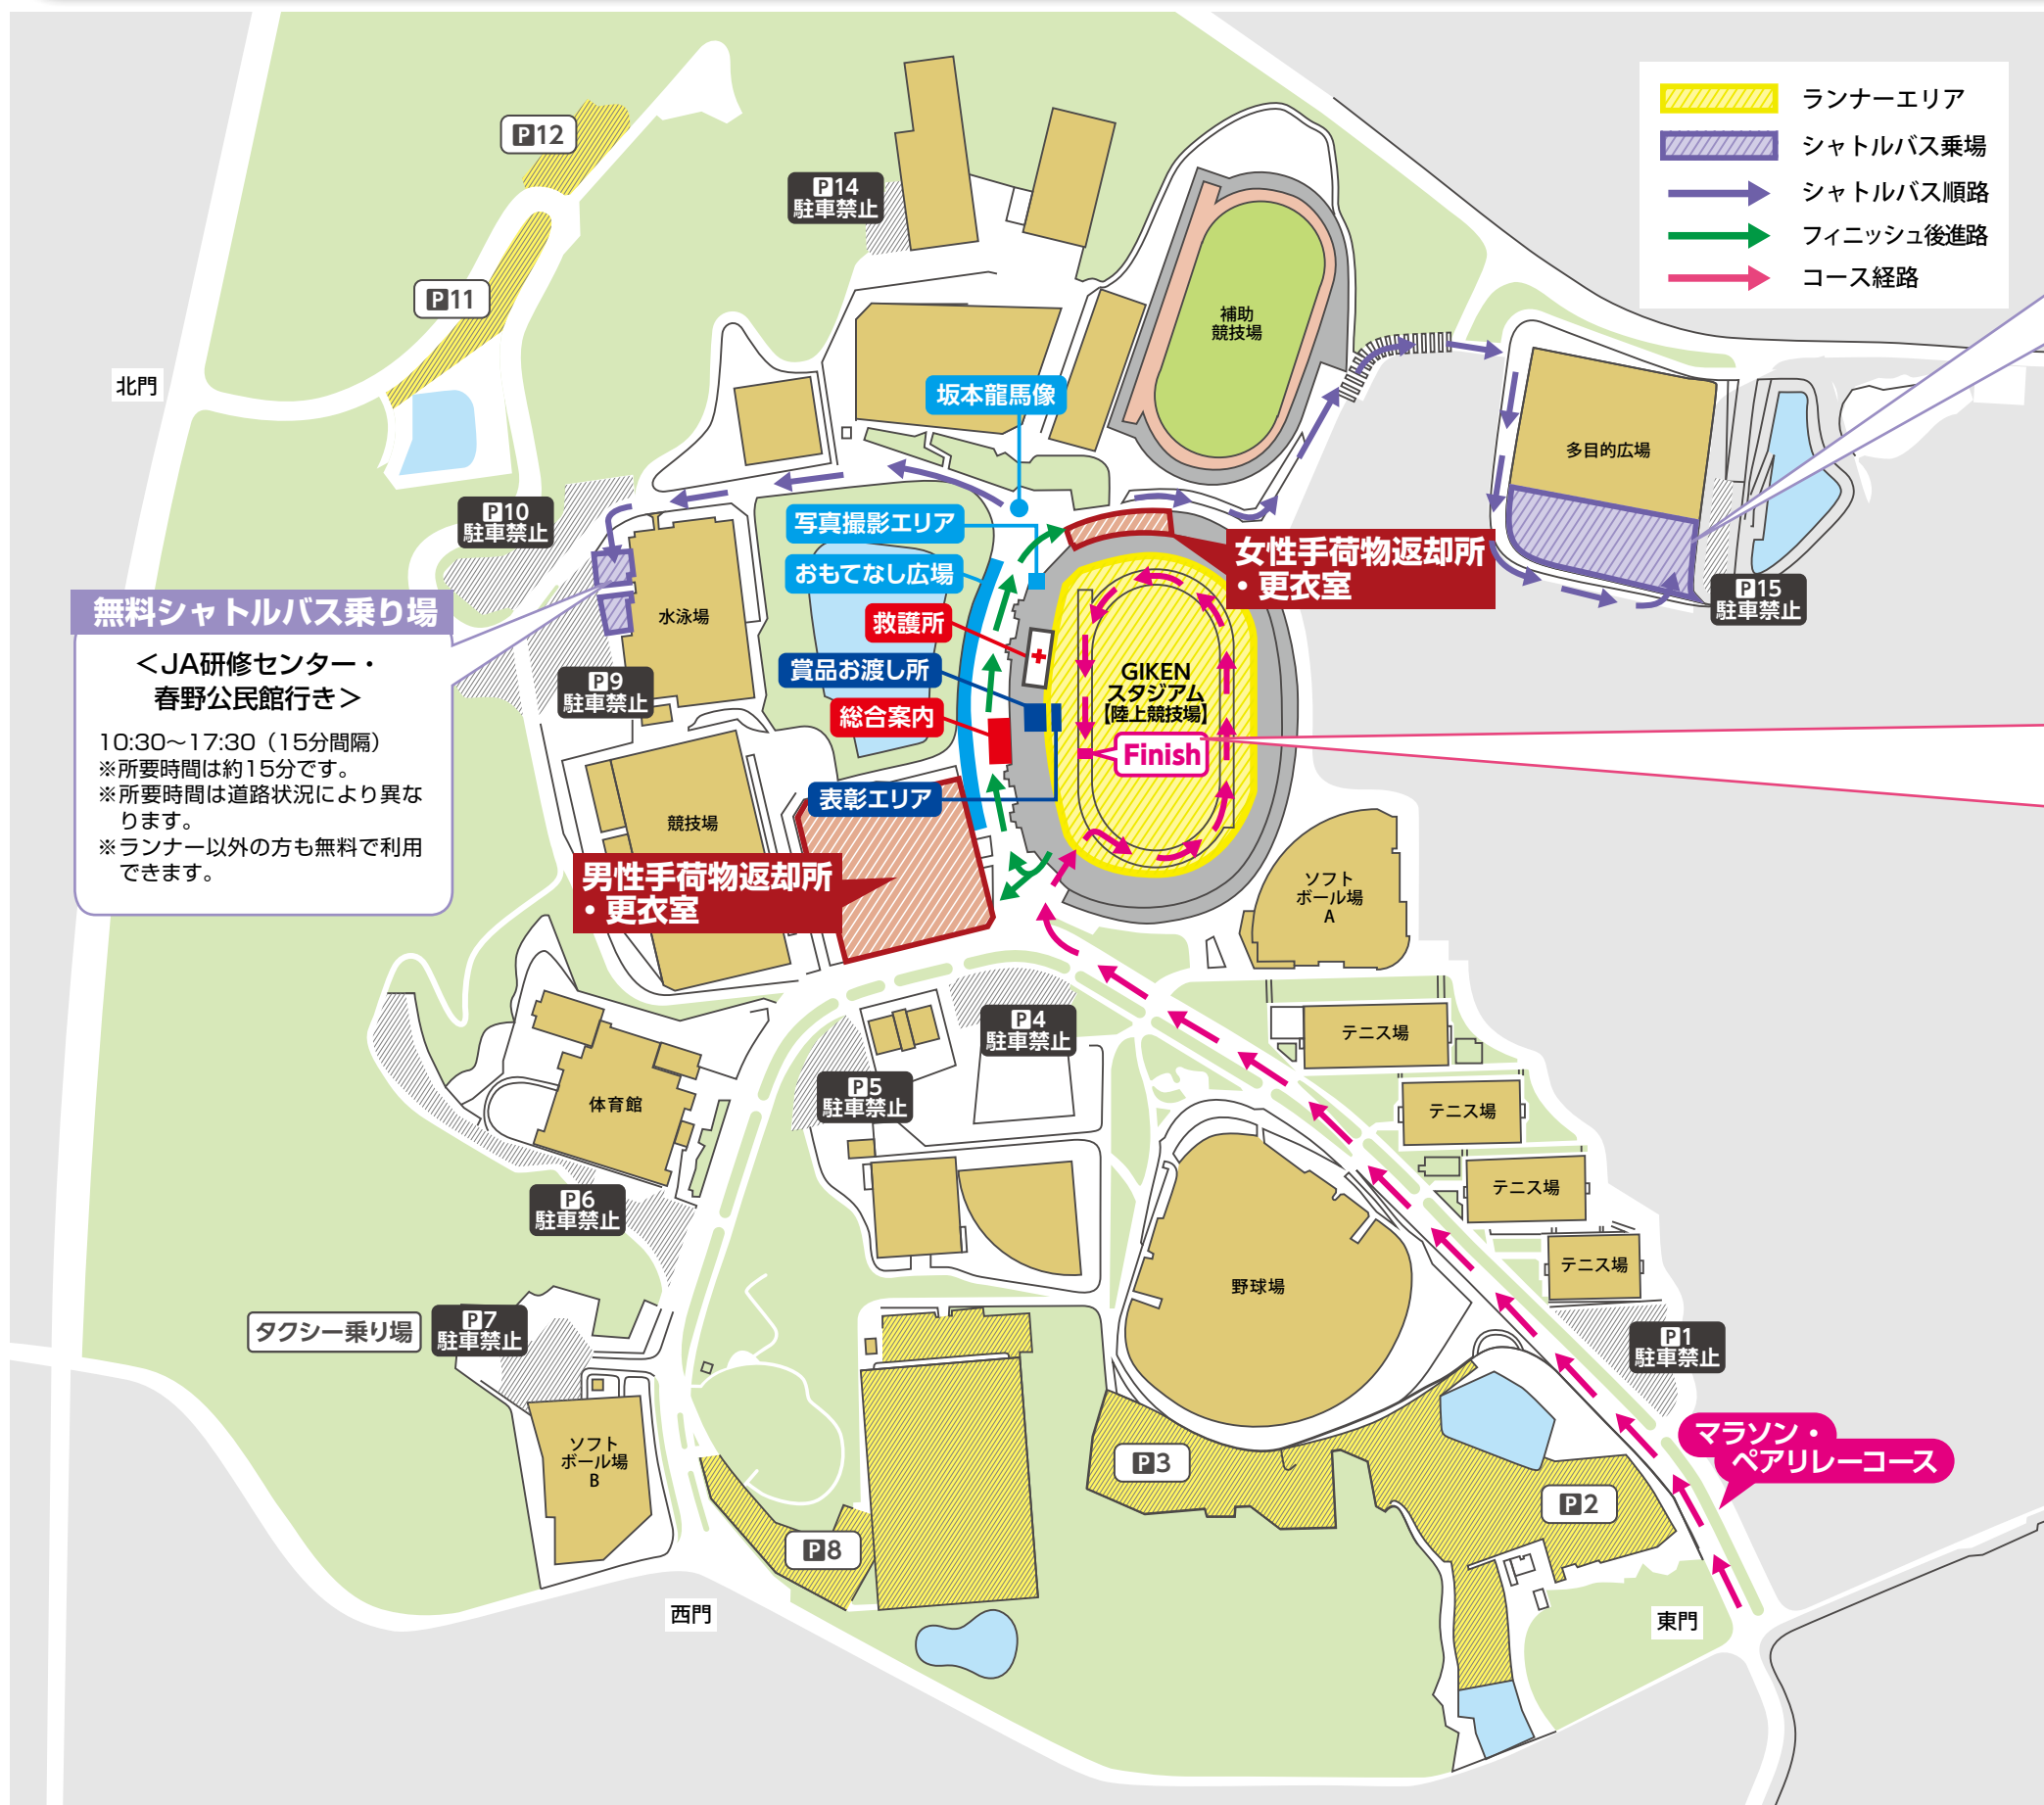 ランナーエリア
シャトルバス乗場
シャトルバス順路
フィニッシュ後進路
コース経路
P12
P14
駐車禁止
P11
補助
競技場
北門
坂本龍馬像
多目的広場
P10
駐車禁止
写真撮影エリア
女性手荷物返却所
・更衣室
おもてなし広場
P15
駐車禁止
無料シャトルバス乗り場
＜JA研修センター・
春野公民館行き＞
10:30〜17:30（15分間隔）
※所要時間は約15分です。
※所要時間は道路状況により異な
ります。
※ランナー以外の方も無料で利用
できます。
水泳場
救護所
賞品お渡し所
P9
駐車禁止
総合案内
GIKEN
スタジアム
【陸上競技場】
Finish
表彰エリア
競技場
男性手荷物返却所
・更衣室
ソフト
ボール場
A
P4
駐車禁止
テニス場
P5
駐車禁止
体育館
テニス場
テニス場
P6
駐車禁止
テニス場
野球場
タクシー乗り場
P7
駐車禁止
P1
駐車禁止
ソフト
ボール場
B
マラソン・
ペアリレーコース
P3
P2
P8
西門
東門